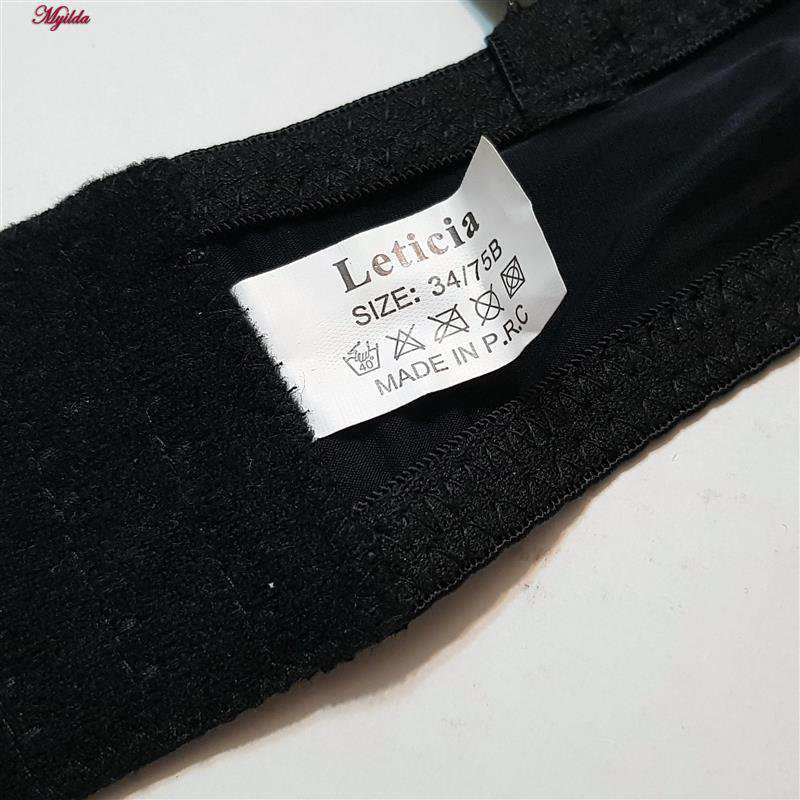 Myilda
Leticia
SIZE: 34/75B
40°
MADE IN P.R.C